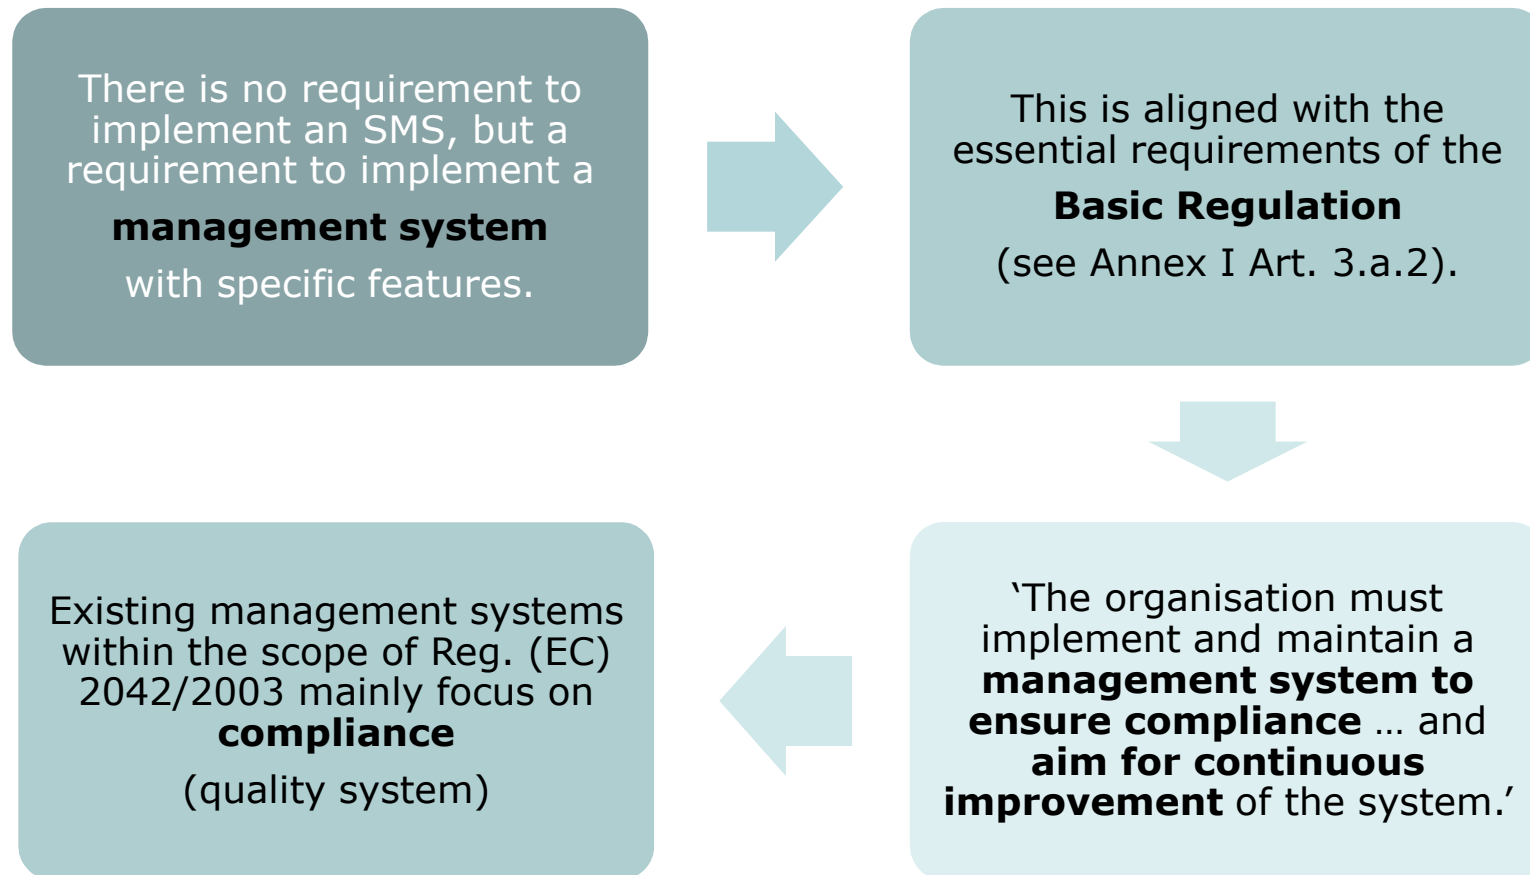 There is no requirement to
implement an SMS, but a
requirement to implement a
management system
with specific features.
This is aligned with the
essential requirements of the
Basic Regulation
(see Annex I Art. 3.a.2).
‘The organisation must
implement and maintain a
management system to
ensure compliance … and
aim for continuous
improvement of the system.’
Existing management systems
within the scope of Reg. (EC)
2042/2003 mainly focus on
compliance
(quality system)